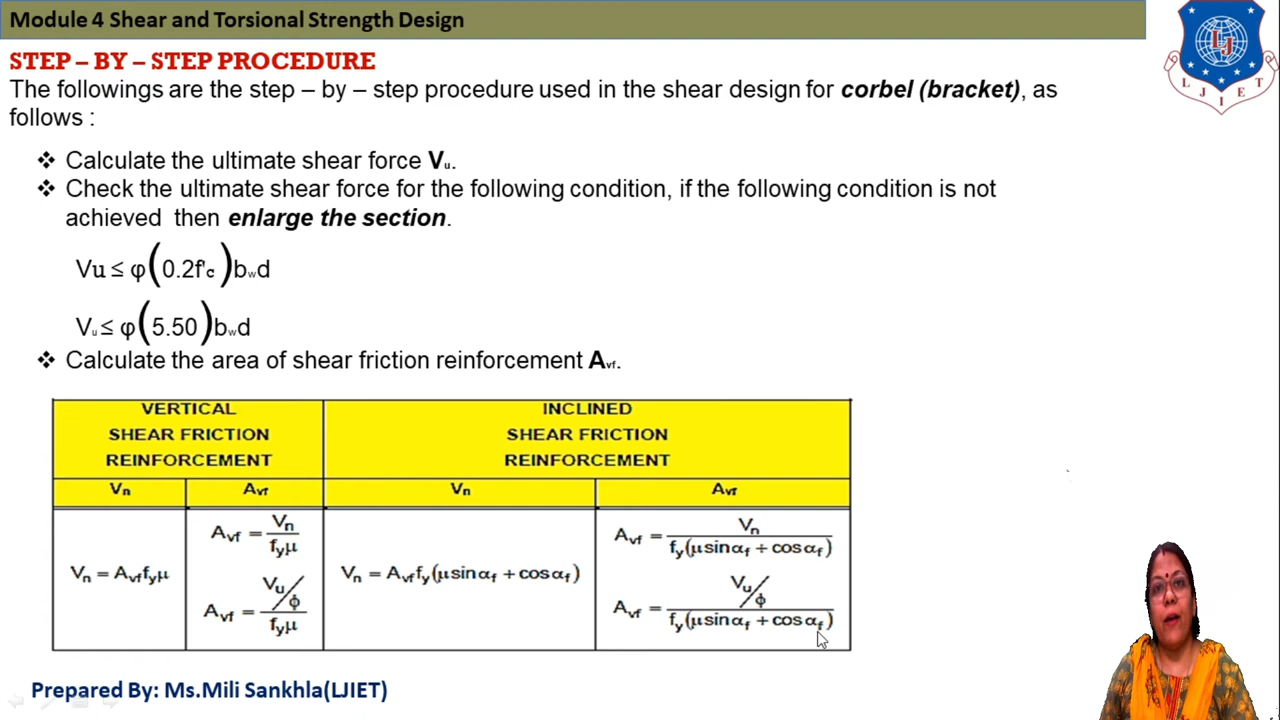 Module 4 Shear and Torsional Strength Design
STEP – BY – STEP PROCEDURE
The followings are the step – by – step procedure used in the shear design for corbel (bracket), as
follows :
❖ Calculate the ultimate shear force Vu.
❖ Check the ultimate shear force for the following condition, if the following condition is not
achieved then enlarge the section.
Vu ≤ φ(0.2f'c)bwd
Vu ≤ φ(5.50)bwd
❖ Calculate the area of shear friction reinforcement Avf.
VERTICAL
SHEAR FRICTION
REINFORCEMENT
INCLINED
SHEAR FRICTION
REINFORCEMENT
Vn
Avf
Vn
Avf
Vn = Avffyμ
Avf = Vn / fyμ
Avf = Vu/ϕ / fyμ
Vn = Avffy(μsinαf + cosαf)
Avf = Vn / fy(μsinαf + cosαf)
Avf = Vu/ϕ / fy(μsinαf + cosαf)
Prepared By: Ms.Mili Sankhla(LJIET)
LJ
L J I E T